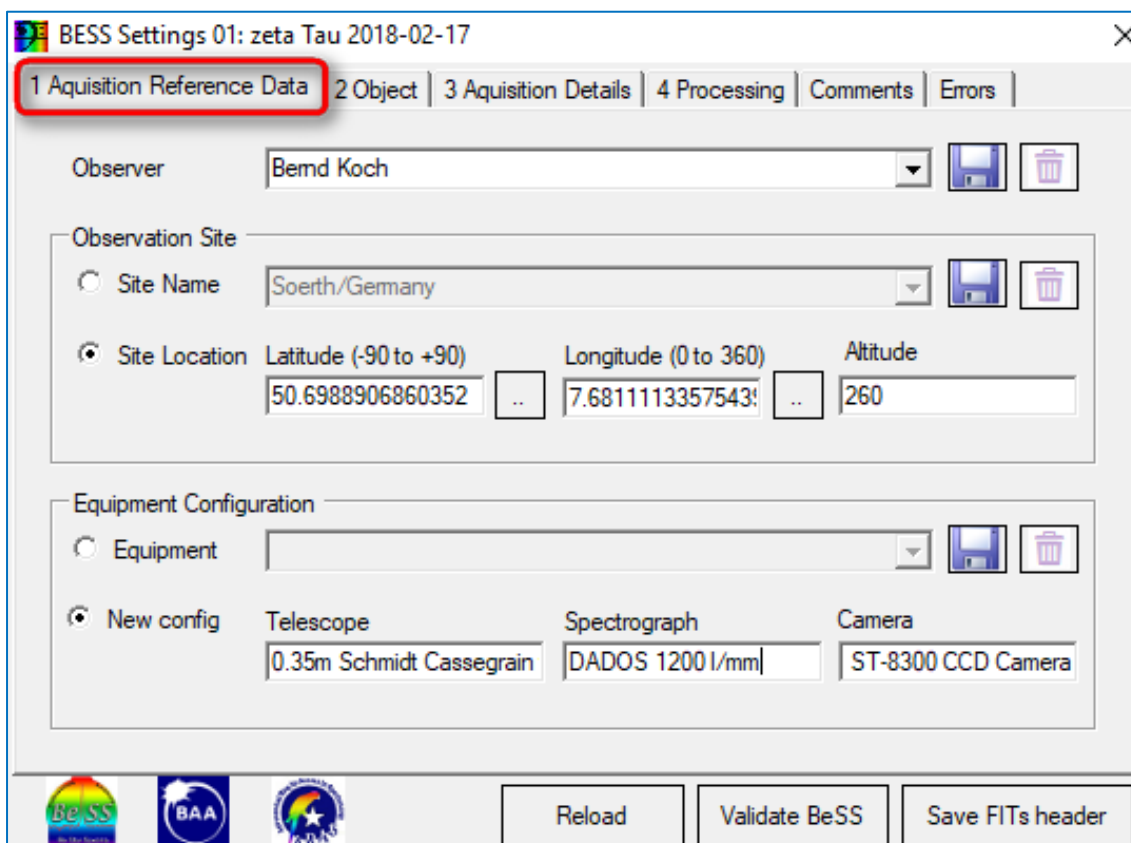 BESS Settings 01: zeta Tau 2018-02-17
1 Aquisition Reference Data 2 Object 3 Aquisition Details 4 Processing Comments Errors
Observer Bernd Koch
Observation Site
Site Name Soerth/Germany
Site Location Latitude (-90 to +90) Longitude (0 to 360) Altitude
50.6988906860352 .. 7.6811113357543 .. 260
Equipment Configuration
Equipment
New config Telescope Spectrograph Camera
0.35m Schmidt Cassegrain DADOS 1200 l/mm ST-8300 CCD Camera
Be SS BAA Reload Validate BeSS Save FITs header